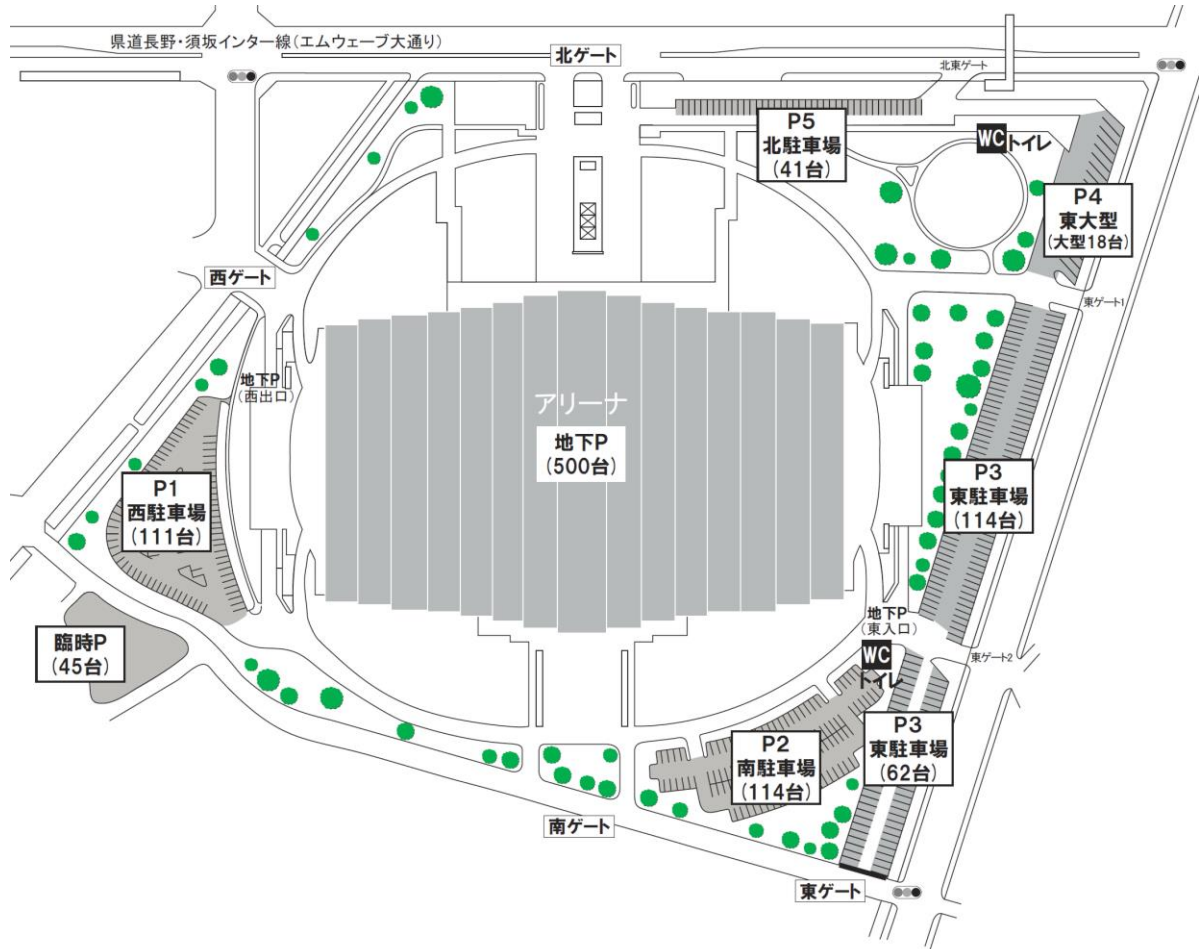 県道長野・須坂インター線(エムウェーブ大通り)
北ゲート
北東ゲート
P5
北駐車場
(41台)
WC トイレ
P4
東大型
(大型18台)
西ゲート
東ゲート1
地下P
(西出口)
アリーナ
地下P
(500台)
P1
西駐車場
(111台)
P3
東駐車場
(114台)
臨時P
(45台)
地下P
(東入口)
WC
トイレ
東ゲート2
P3
東駐車場
(62台)
P2
南駐車場
(114台)
南ゲート
東ゲート